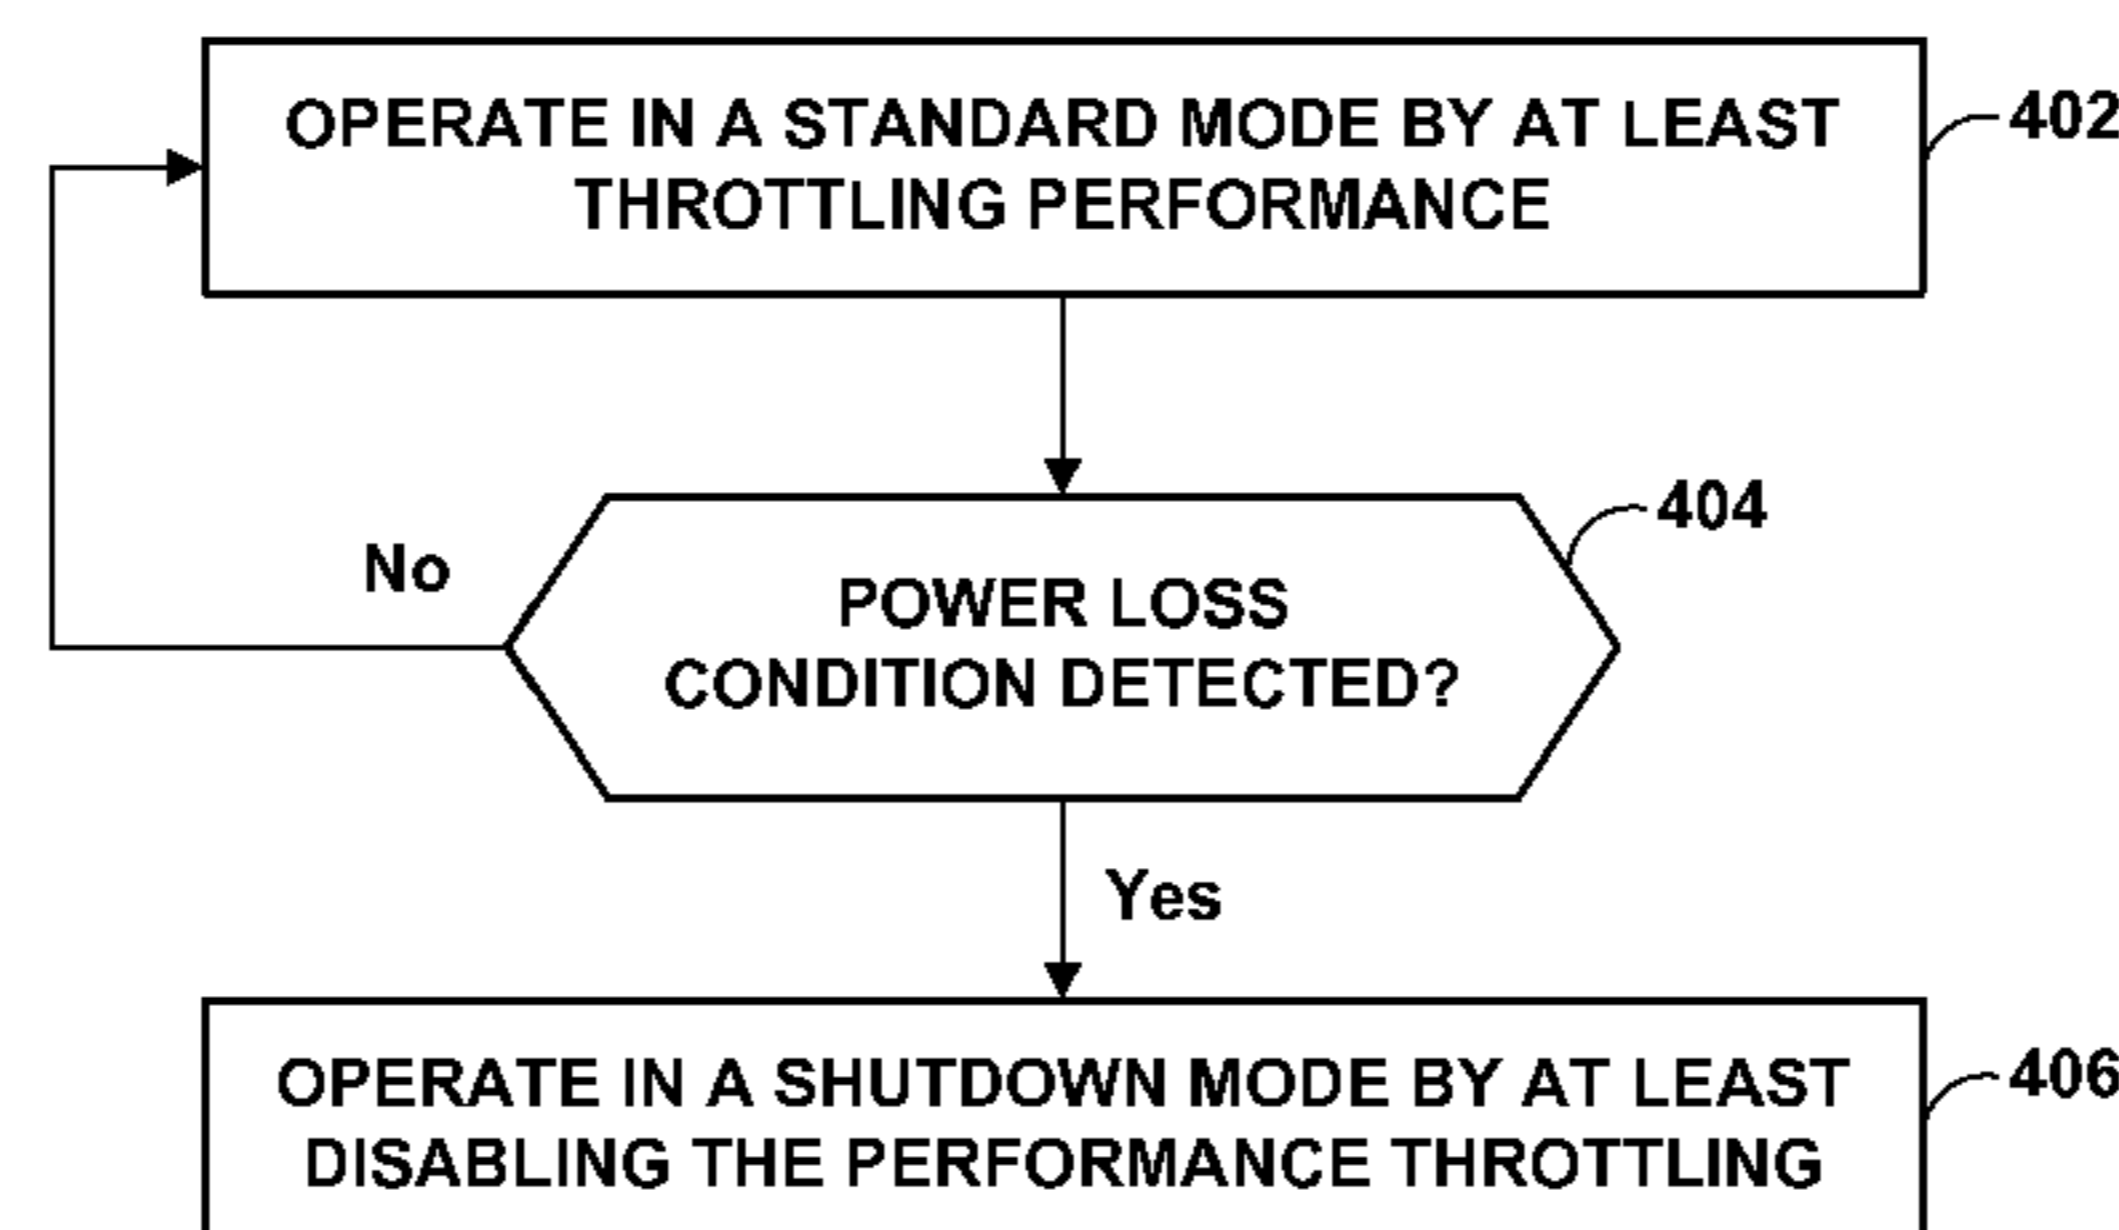 OPERATE IN A STANDARD MODE BY AT LEAST
THROTTLING PERFORMANCE
402
404
No
POWER LOSS
CONDITION DETECTED?
Yes
OPERATE IN A SHUTDOWN MODE BY AT LEAST
DISABLING THE PERFORMANCE THROTTLING
406